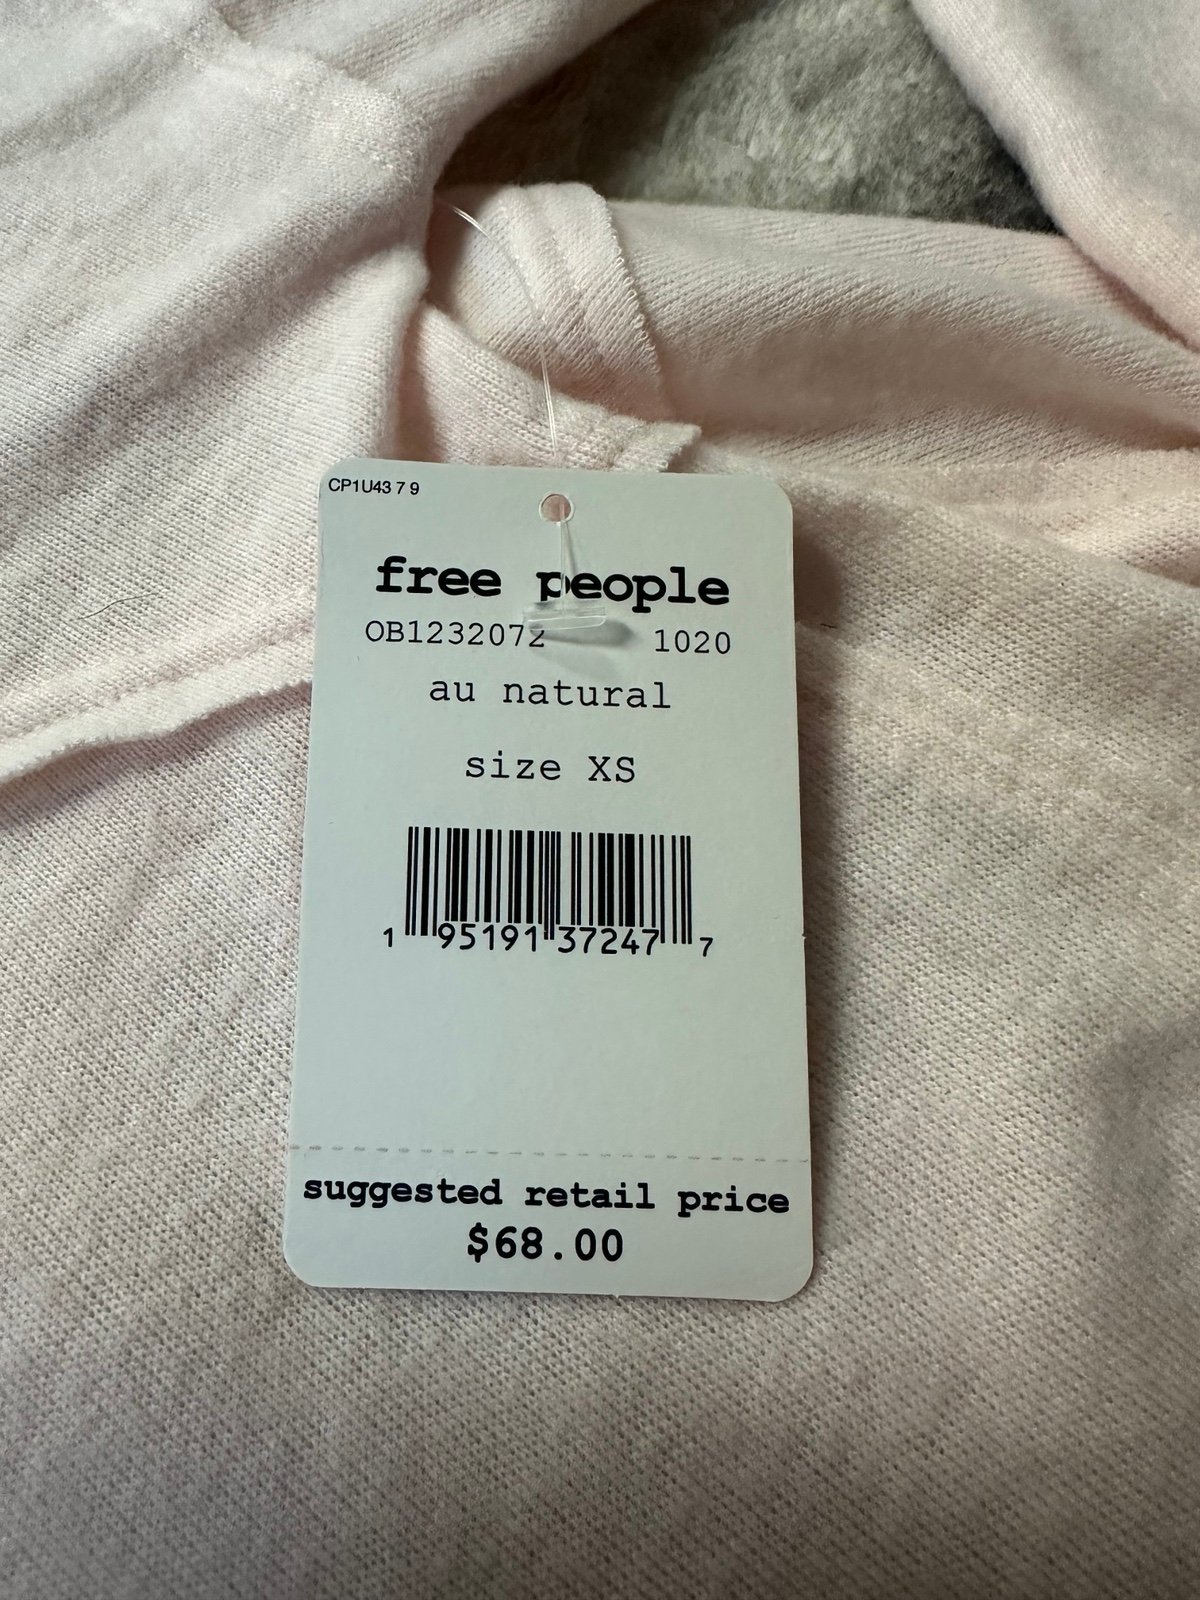 CP1U43 7 9
free people
OB1232072 1020
au natural
size XS
1 95191 37247 7
suggested retail price
$68.00